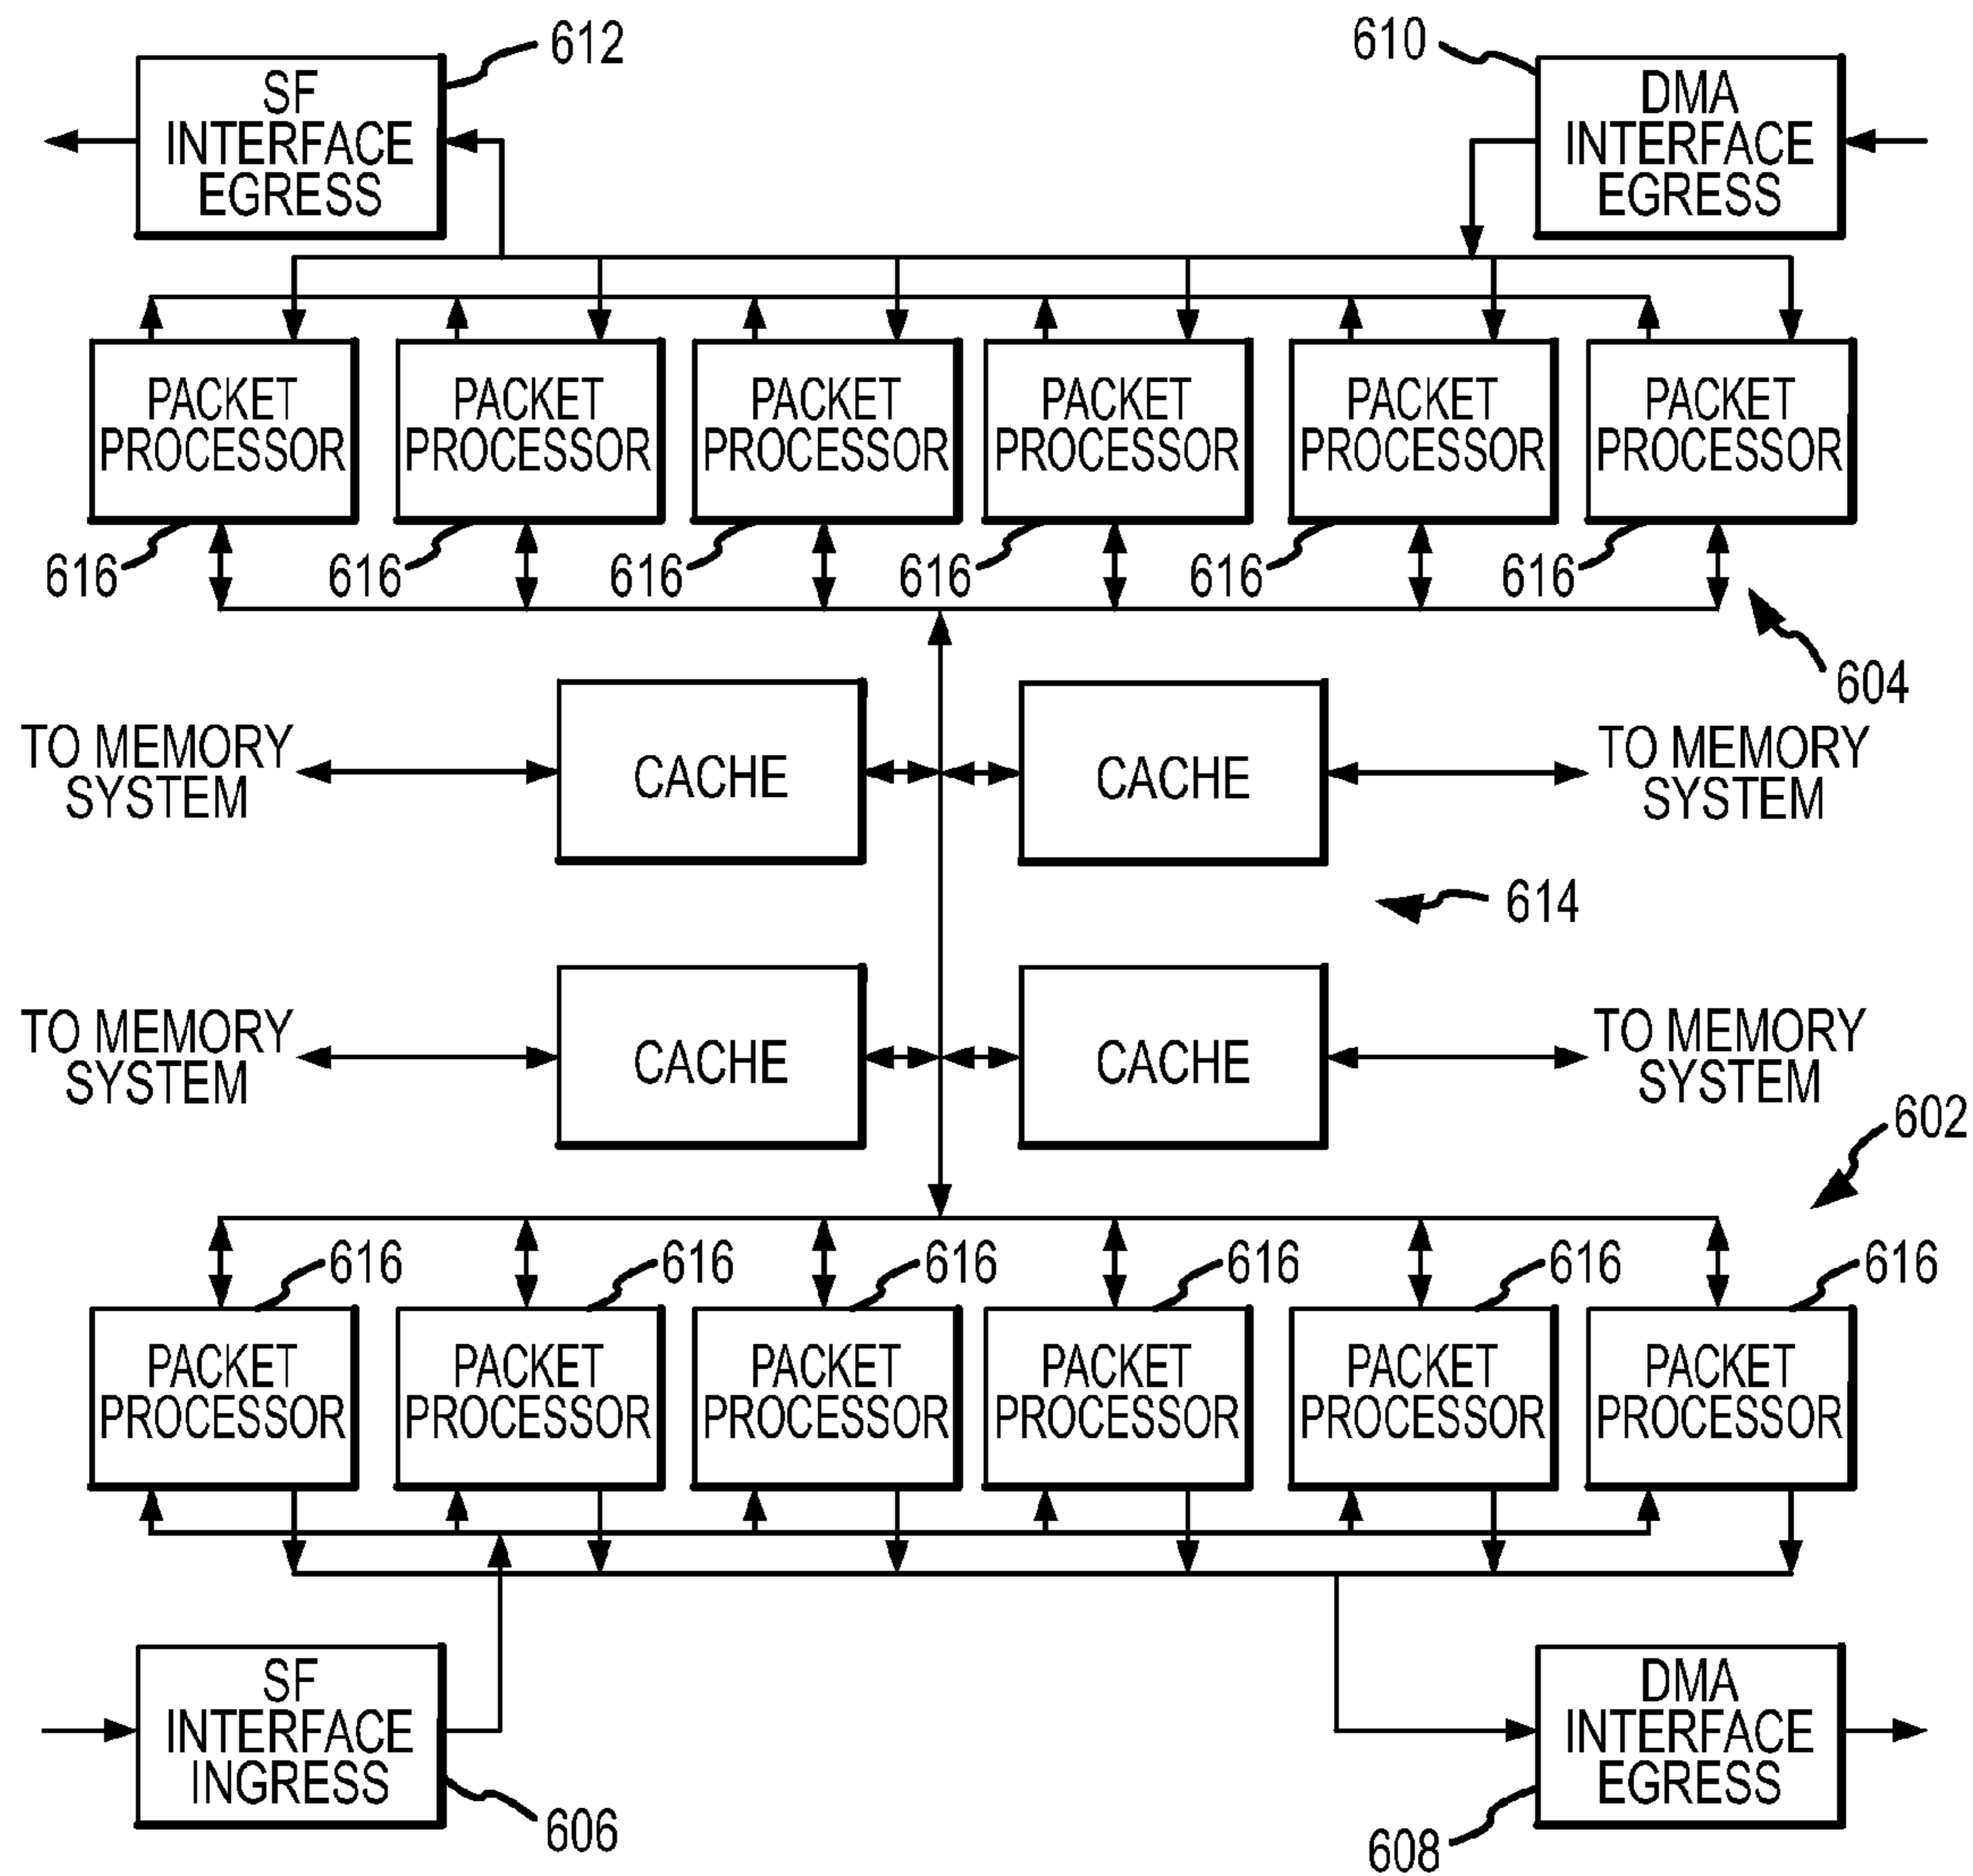 612
610
SF
INTERFACE
EGRESS
DMA
INTERFACE
EGRESS
PACKET
PROCESSOR
PACKET
PROCESSOR
PACKET
PROCESSOR
PACKET
PROCESSOR
PACKET
PROCESSOR
PACKET
PROCESSOR
616
616
616
616
616
616
604
TO MEMORY
SYSTEM
CACHE
CACHE
TO MEMORY
SYSTEM
614
TO MEMORY
SYSTEM
CACHE
CACHE
TO MEMORY
SYSTEM
602
616
616
616
616
616
616
PACKET
PROCESSOR
PACKET
PROCESSOR
PACKET
PROCESSOR
PACKET
PROCESSOR
PACKET
PROCESSOR
PACKET
PROCESSOR
SF
INTERFACE
INGRESS
DMA
INTERFACE
EGRESS
606
608